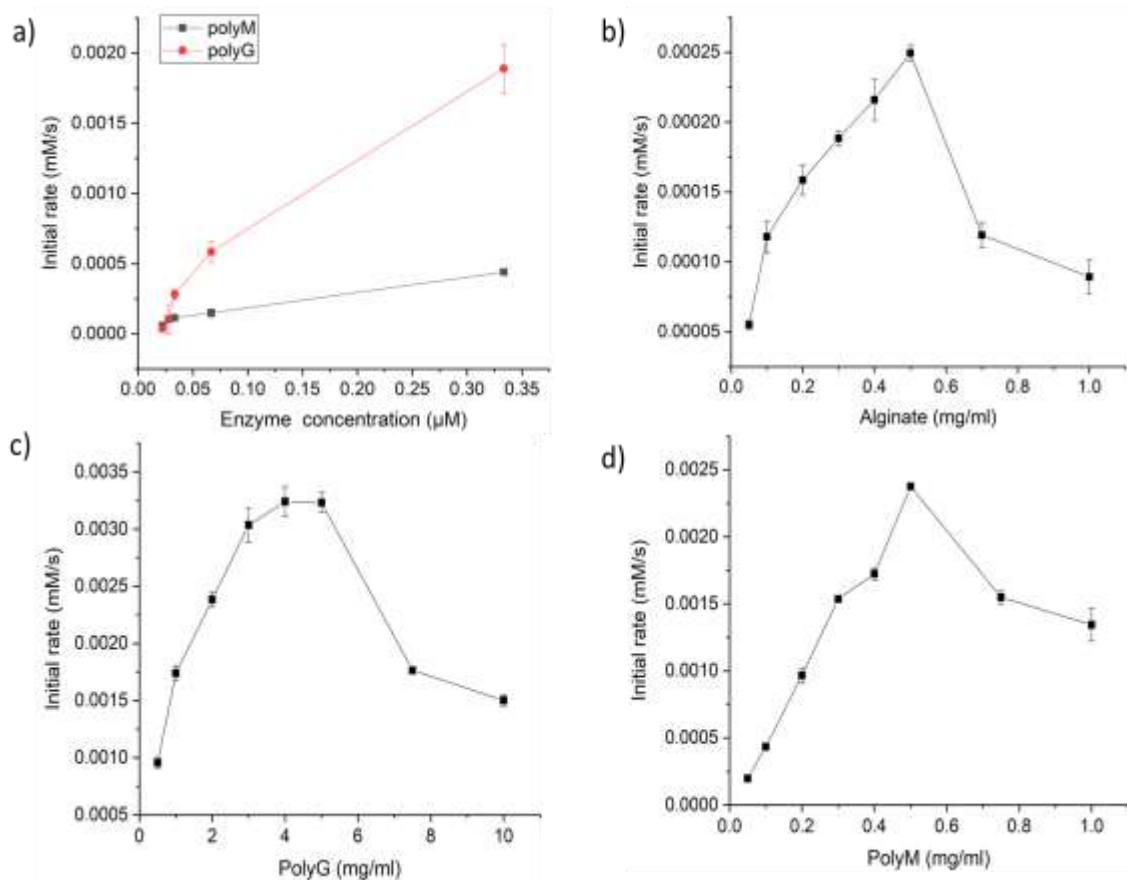 a)
polyM
polyG
0.0020
0.0015
0.0010
0.0005
0.0000
Initial rate (mM/s)
0.00 0.05 0.10 0.15 0.20 0.25 0.30 0.35
Enzyme concentration (µM)
b)
0.00025
0.00020
0.00015
0.00010
0.00005
Initial rate (mM/s)
0.0 0.2 0.4 0.6 0.8 1.0
Alginate (mg/ml)
c)
0.0035
0.0030
0.0025
0.0020
0.0015
0.0010
0.0005
Initial rate (mM/s)
0 2 4 6 8 10
PolyG (mg/ml)
d)
0.0025
0.0020
0.0015
0.0010
0.0005
0.0000
Initial rate (mM/s)
0.0 0.2 0.4 0.6 0.8 1.0
PolyM (mg/ml)